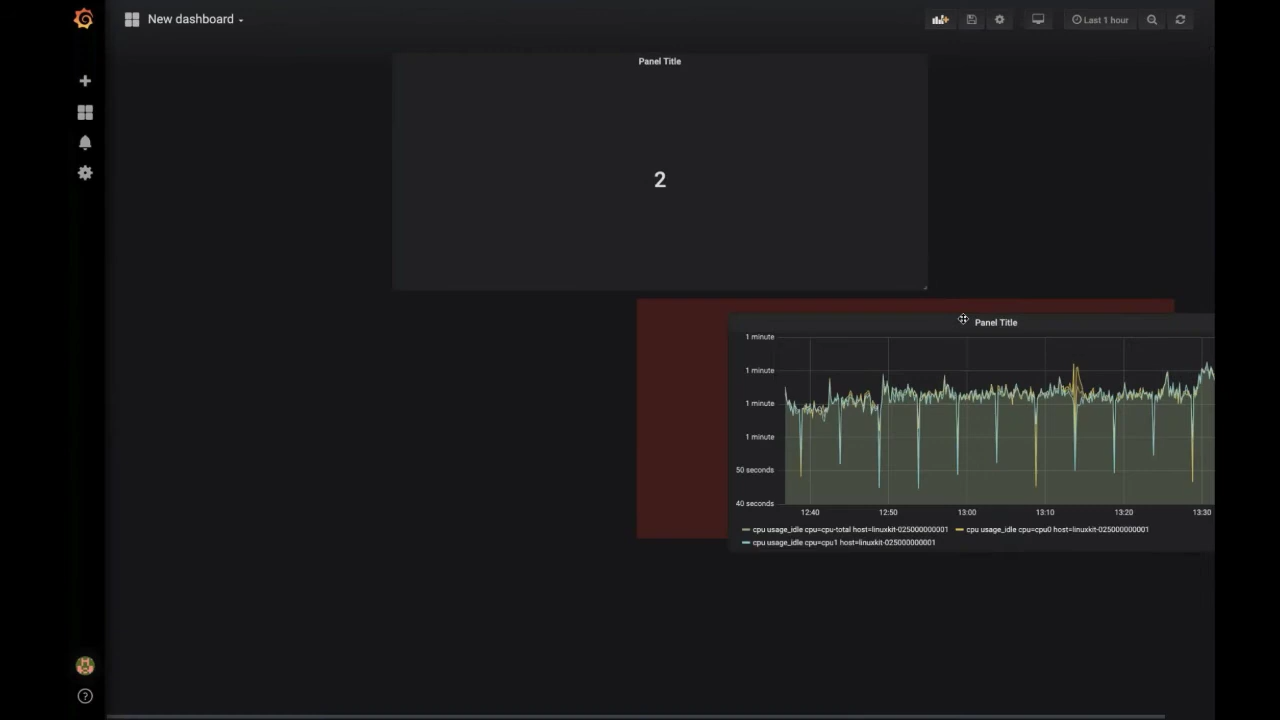 New dashboard
Last 1 hour
Panel Title
2
Panel Title
1 minute
1 minute
1 minute
1 minute
50 seconds
40 seconds
12:40 12:50 13:00 13:10 13:20 13:30
cpu usage_idle cpu=cpu-total host=linuxkit-025000000001 cpu usage_idle cpu=cpu0 host=linuxkit-025000000001
cpu usage_idle cpu=cpu1 host=linuxkit-025000000001